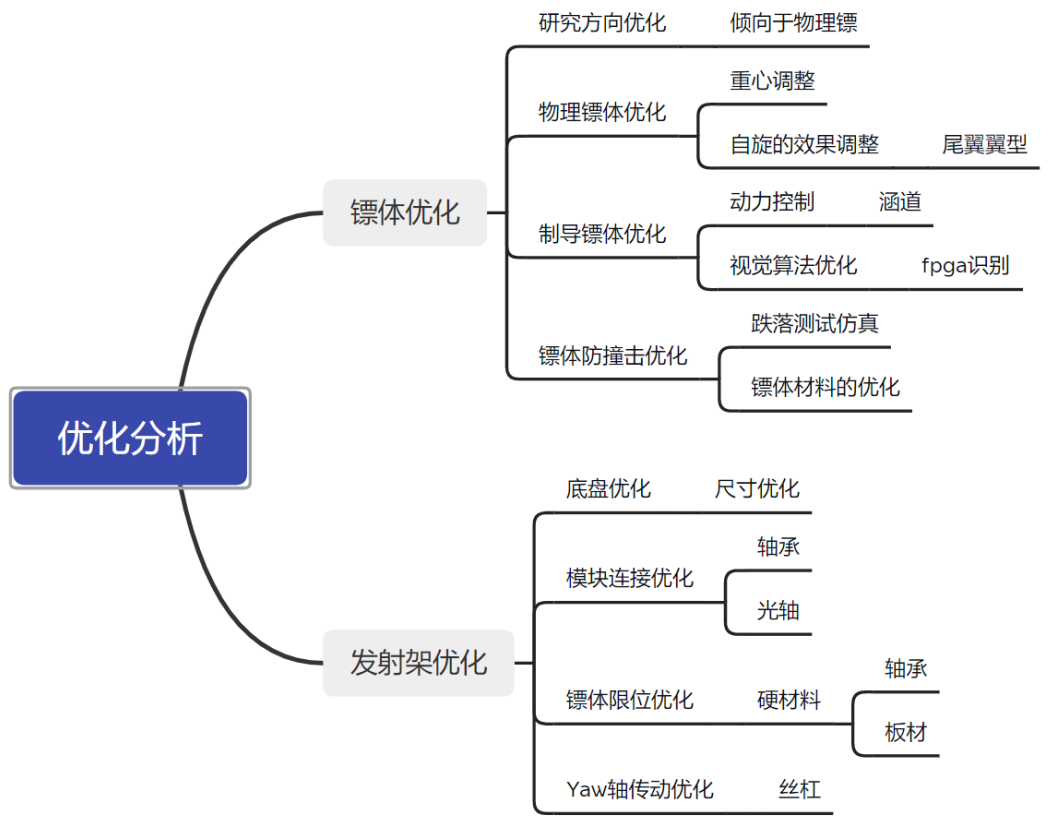 研究方向优化 倾向于物理镖
重心调整
物理镖体优化
自旋的效果调整 尾翼翼型
镖体优化
动力控制 涵道
制导镖体优化
视觉算法优化 fpga识别
跌落测试仿真
镖体防撞击优化
镖体材料的优化
优化分析
底盘优化 尺寸优化
轴承
模块连接优化
光轴
发射架优化
轴承
镖体限位优化 硬材料
板材
Yaw轴传动优化 丝杠